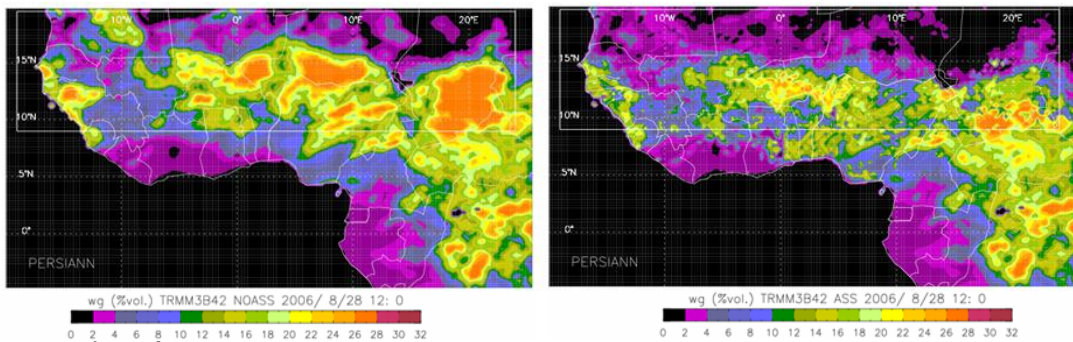 10°W 0° 10°E 20°E
15°N
10°N
5°N
0°
PERSIANN
wg (%vol.) TRMM3B42 NOASS 2006/ 8/28 12: 0
0 2 4 6 8 10 12 14 16 18 20 22 24 26 28 30 32
10°W 0° 10°E 20°E
15°N
10°N
5°N
0°
PERSIANN
wg (%vol.) TRMM3B42 ASS 2006/ 8/28 12: 0
0 2 4 6 8 10 12 14 16 18 20 22 24 26 28 30 32